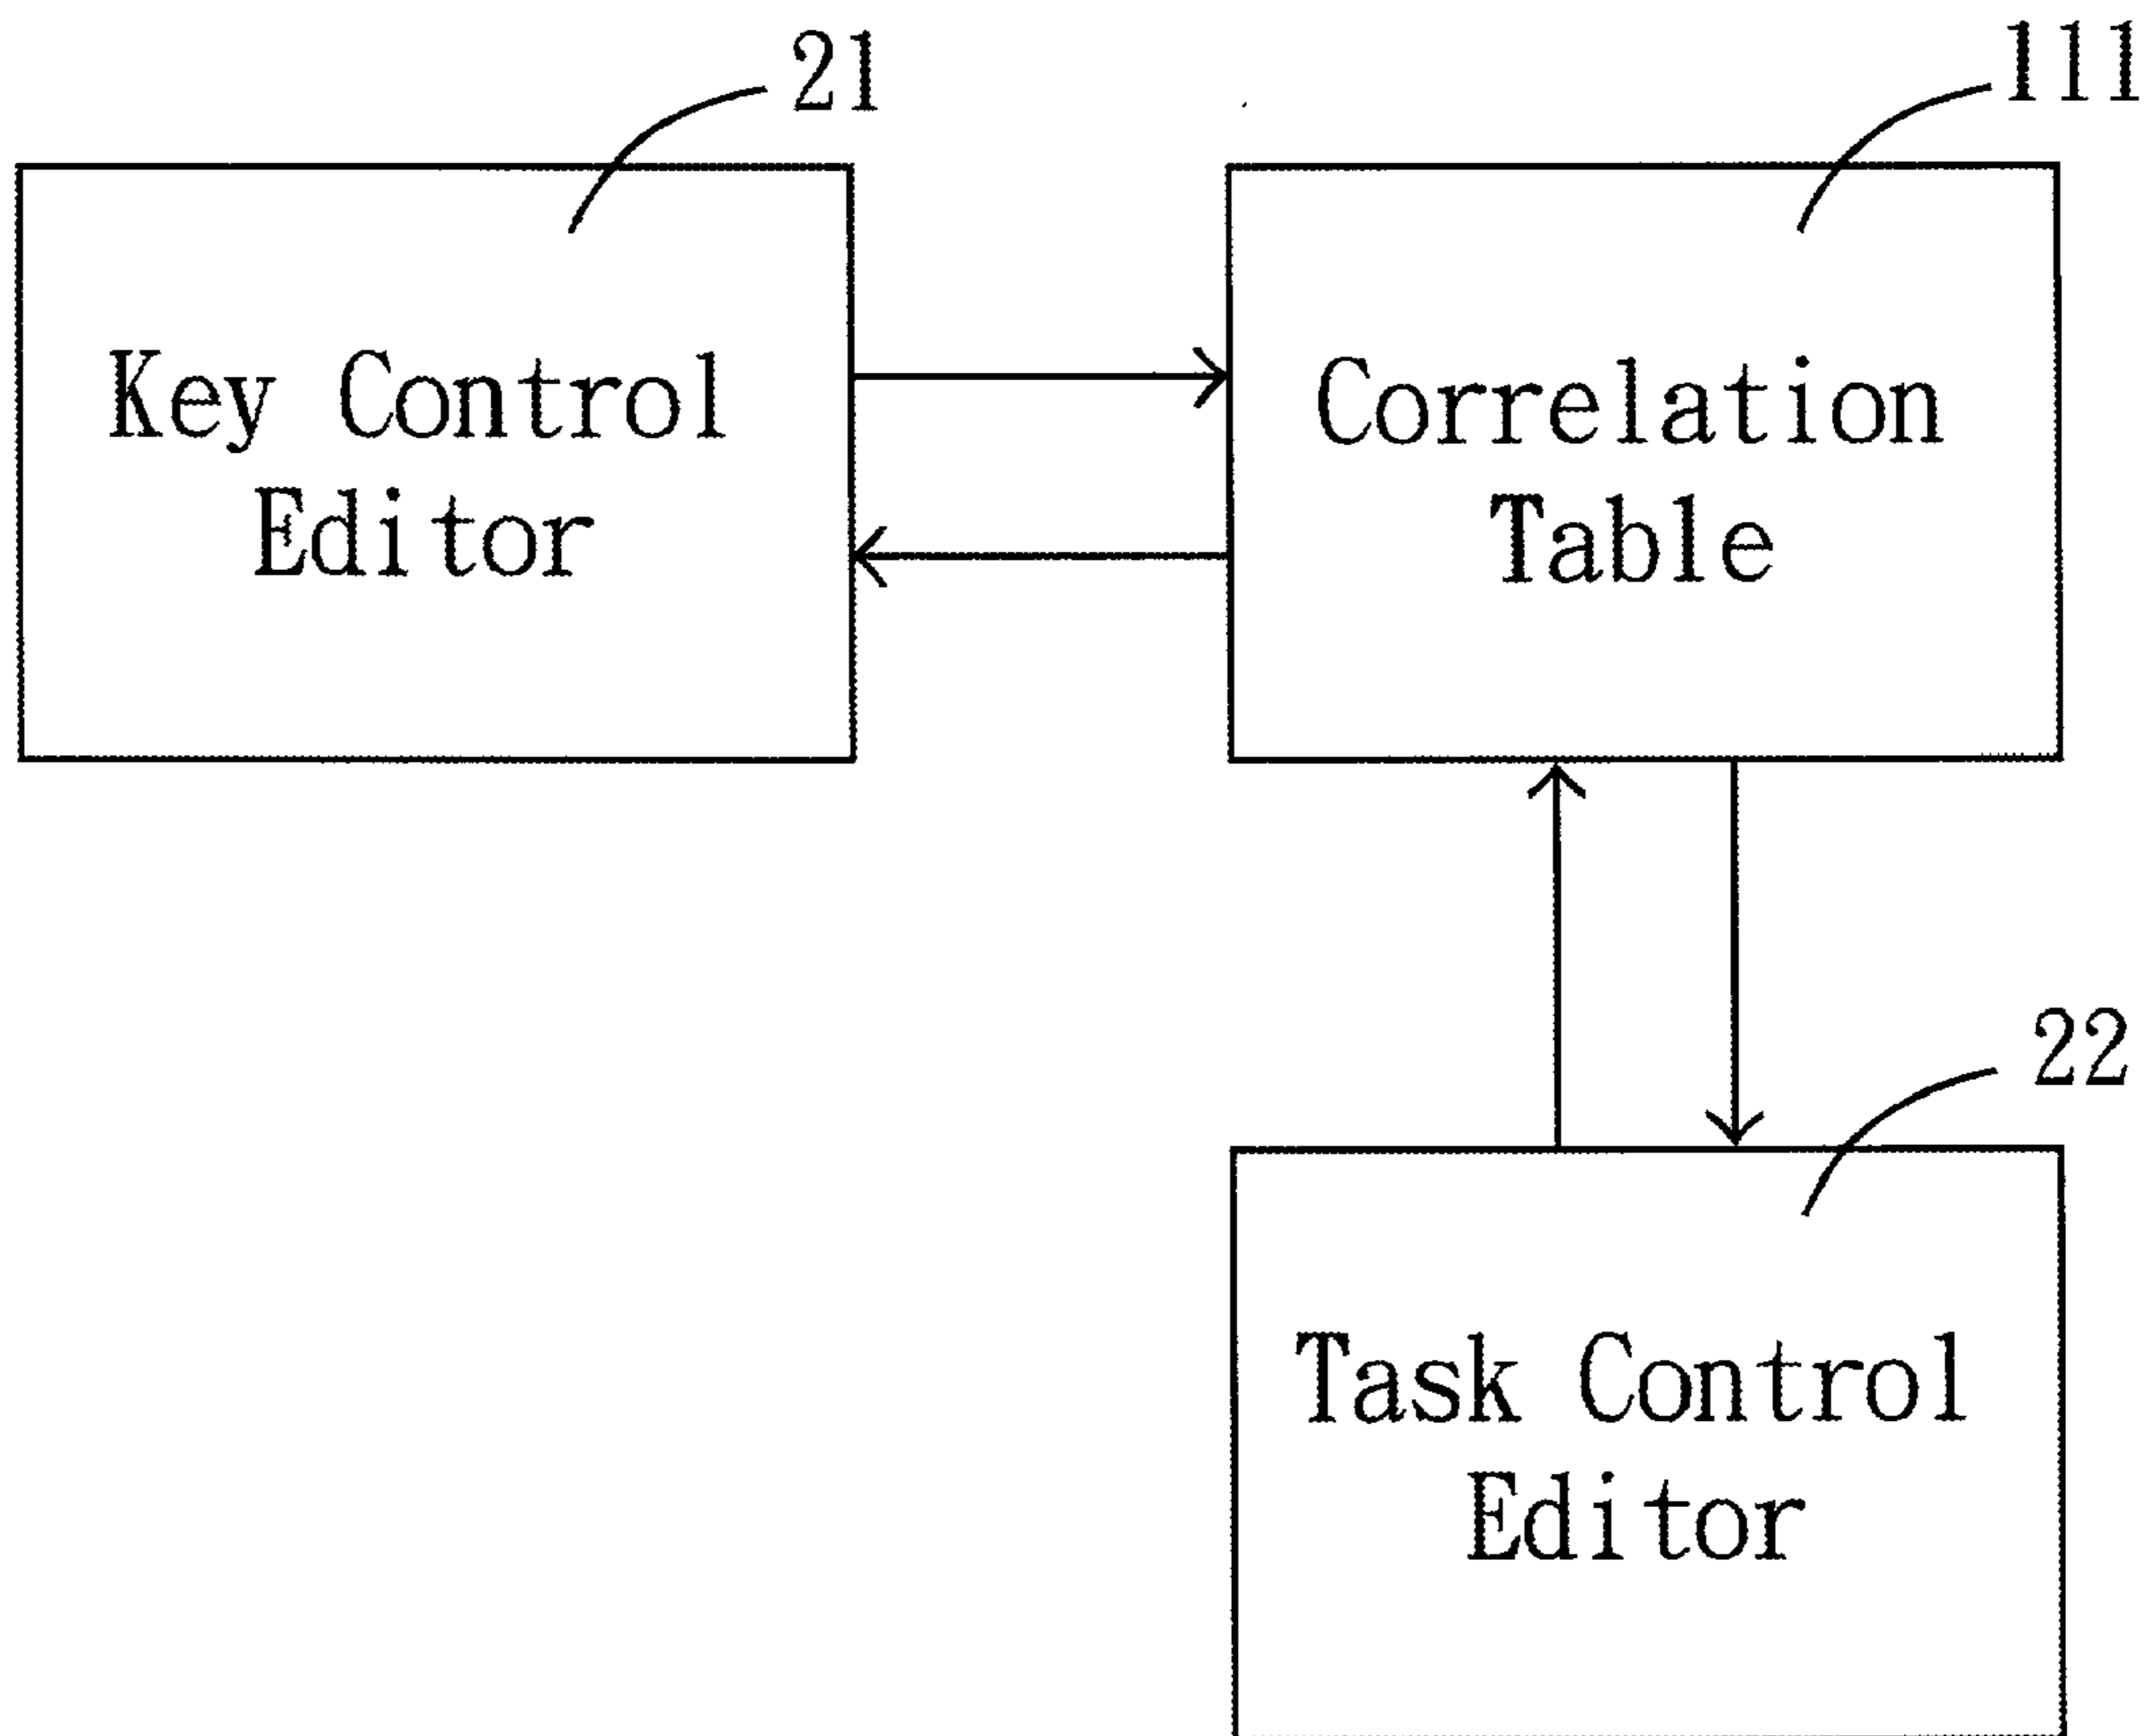 21
111
Key Control
Editor
Correlation
Table
22
Task Control
Editor